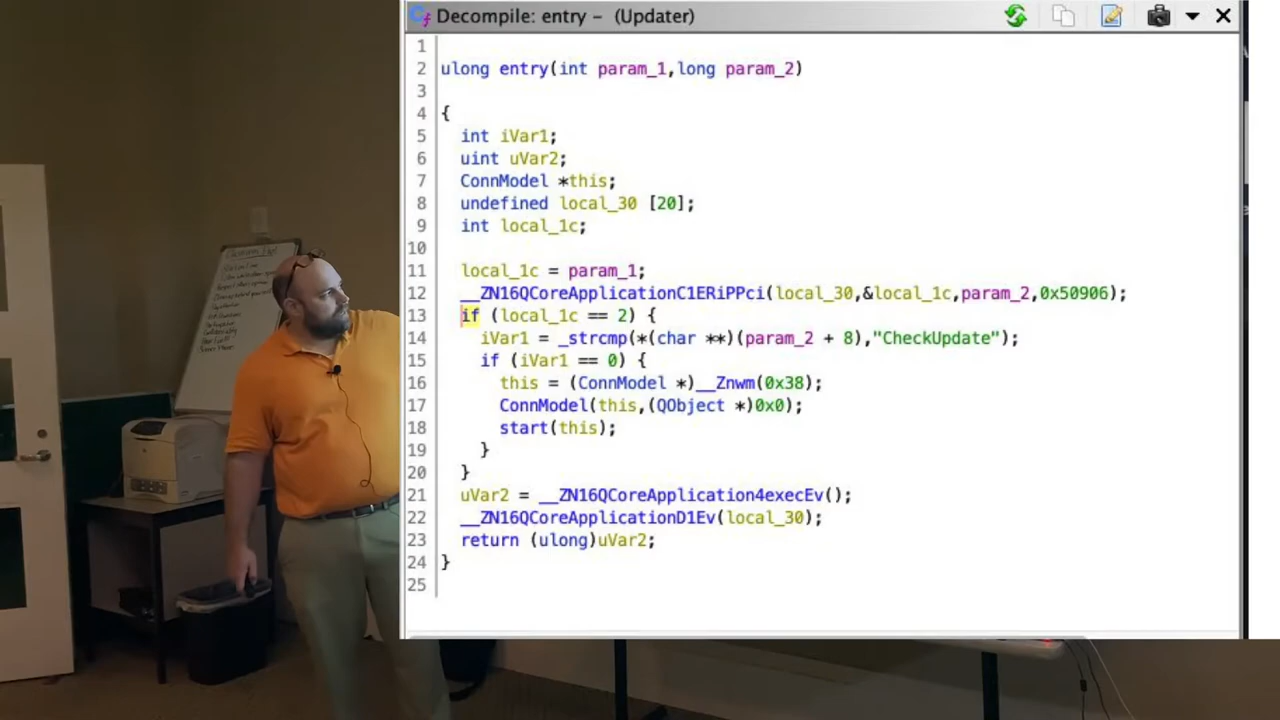 Decompile: entry - (Updater)
1
2 ulong entry(int param_1,long param_2)
3
4 {
5 int iVar1;
6 uint uVar2;
7 ConnModel *this;
8 undefined local_30 [20];
9 int local_1c;
10
11 local_1c = param_1;
12 __ZN16QCoreApplicationC1ERiPPci(local_30,&local_1c,param_2,0x50906);
13 if (local_1c == 2) {
14 iVar1 = _strcmp(*(char **)(param_2 + 8),"CheckUpdate");
15 if (iVar1 == 0) {
16 this = (ConnModel *)__Znwm(0x38);
17 ConnModel(this,(QObject *)0x0);
18 start(this);
19 }
20 }
21 uVar2 = __ZN16QCoreApplication4execEv();
22 __ZN16QCoreApplicationD1Ev(local_30);
23 return (ulong)uVar2;
24 }
25